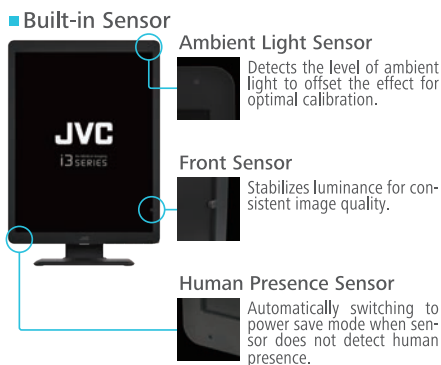 Built-in Sensor
Ambient Light Sensor
Detects the level of ambient
light to offset the effect for
optimal calibration.
JVC
i3 SERIES
Front Sensor
Stabilizes luminance for con-
sistent image quality.
JVC
Human Presence Sensor
Automatically switching to
power save mode when sen-
sor does not detect human
presence.